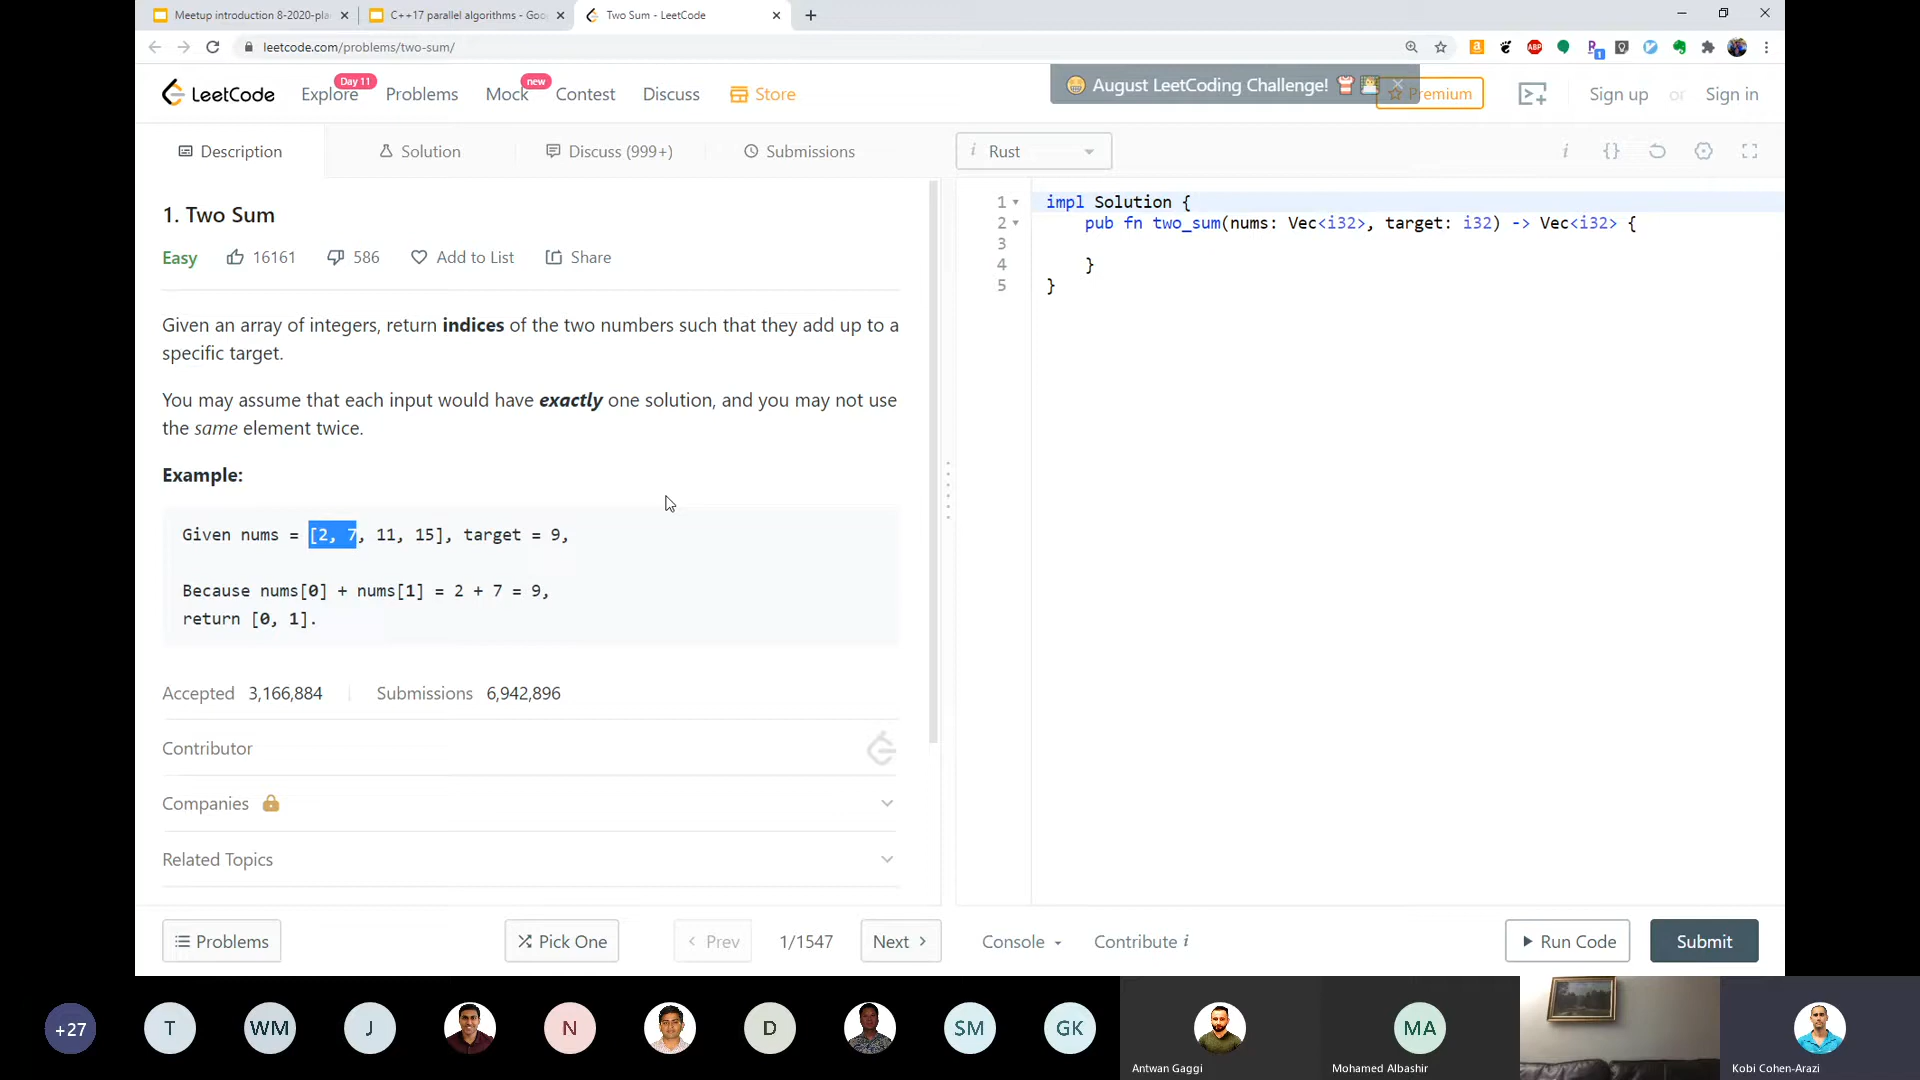 Meetup introduction 8-2020-pla
C++17 parallel algorithms - Goo
Two Sum - LeetCode
leetcode.com/problems/two-sum/
ABP
1
LeetCode
Explore
Day 11
Problems
Mock
new
Contest
Discuss
Store
August LeetCoding Challenge!
Premium
Sign up or Sign in
Description
Solution
Discuss (999+)
Submissions
i Rust
i {}
1. Two Sum
Easy 16161 586 Add to List Share
Given an array of integers, return indices of the two numbers such that they add up to a
specific target.
You may assume that each input would have exactly one solution, and you may not use
the same element twice.
Example:
Given nums = [2, 7, 11, 15], target = 9,
Because nums[0] + nums[1] = 2 + 7 = 9,
return [0, 1].
Accepted 3,166,884 Submissions 6,942,896
Contributor
Companies
Related Topics
1 impl Solution {
2 pub fn two_sum(nums: Vec<i32>, target: i32) -> Vec<i32> {
3
4 }
5 }
Problems
Pick One
Prev
1/1547
Next
Console
Contribute i
Run Code
Submit
+27
T
WM
J
N
D
SM
GK
Antwan Gaggi
MA
Mohamed Albashir
Kobi Cohen-Arazi